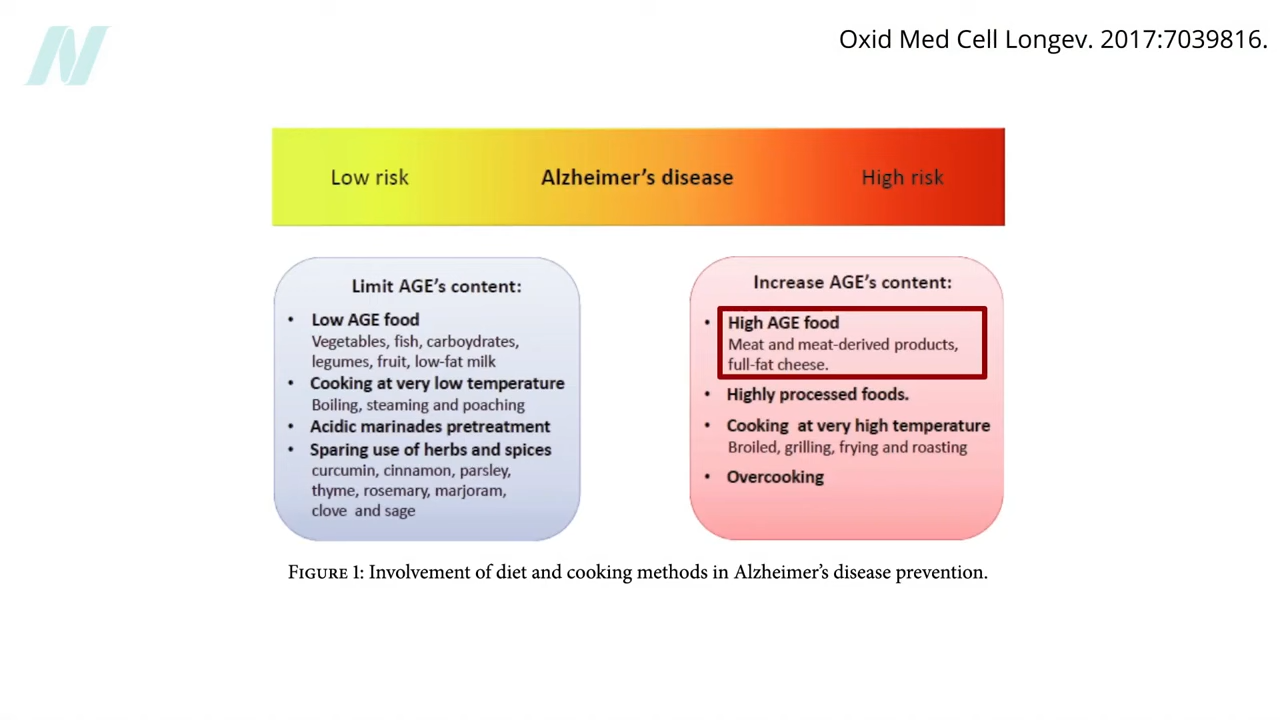 Oxid Med Cell Longev. 2017:7039816.
Low risk
Alzheimer's disease
High risk
Limit AGE's content:
• Low AGE food
Vegetables, fish, carboydrates,
legumes, fruit, low-fat milk
• Cooking at very low temperature
Boiling, steaming and poaching
• Acidic marinades pretreatment
• Sparing use of herbs and spices
curcumin, cinnamon, parsley,
thyme, rosemary, marjoram,
clove and sage
Increase AGE's content:
• High AGE food
Meat and meat-derived products,
full-fat cheese.
• Highly processed foods.
• Cooking at very high temperature
Broiled, grilling, frying and roasting
• Overcooking
FIGURE 1: Involvement of diet and cooking methods in Alzheimer's disease prevention.